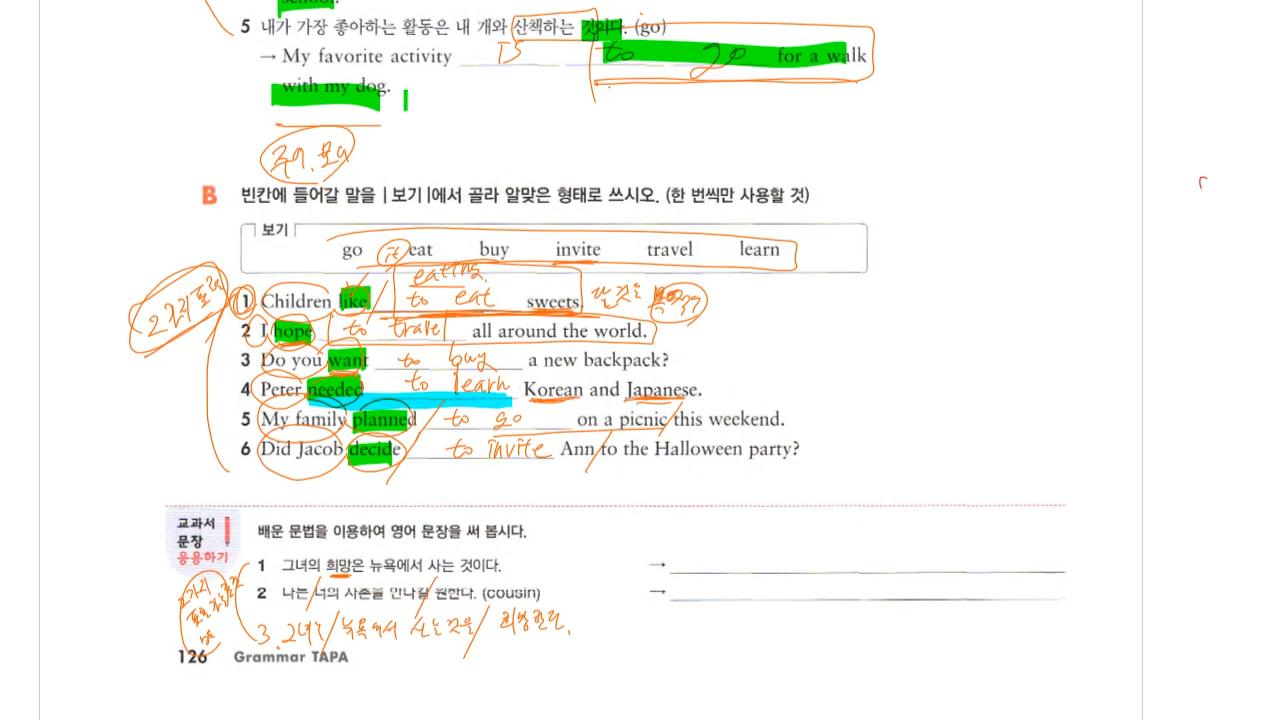 school.
5 내가 가장 좋아하는 활동은 내 개와 산책하는 것이다. (go)
→ My favorite activity is to go for a walk
with my dog.
주어, 보어
B 빈칸에 들어갈 말을 |보기|에서 골라 알맞은 형태로 쓰시오. (한 번씩만 사용할 것)
보기
go eat buy invite travel learn
it
eating
1 Children like to eat sweets.
2 I hope to travel all around the world.
3 Do you want to buy a new backpack?
4 Peter needed to learn Korean and Japanese.
5 My family planned to go on a picnic this weekend.
6 Did Jacob decide to invite Ann to the Halloween party?
교과서
문장
응용하기
배운 문법을 이용하여 영어 문장을 써 봅시다.
1 그녀의 희망은 뉴욕에서 사는 것이다. →
2 나는 너의 사촌을 만나길 원한다. (cousin) →
3. 그녀는 뉴욕에서 사는 것을 희망한다.
126 Grammar TAPA